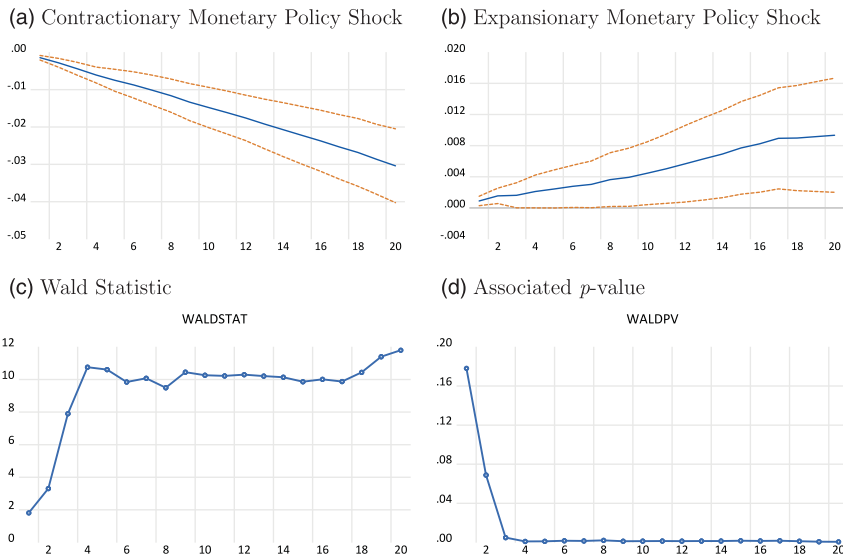 (a) Contractionary Monetary Policy Shock
.00
-.01
-.02
-.03
-.04
-.05
2 4 6 8 10 12 14 16 18 20
(b) Expansionary Monetary Policy Shock
.020
.016
.012
.008
.004
.000
-.004
2 4 6 8 10 12 14 16 18 20
(c) Wald Statistic
WALDSTAT
12
10
8
6
4
2
0
2 4 6 8 10 12 14 16 18 20
(d) Associated p-value
WALDPV
.20
.16
.12
.08
.04
.00
2 4 6 8 10 12 14 16 18 20